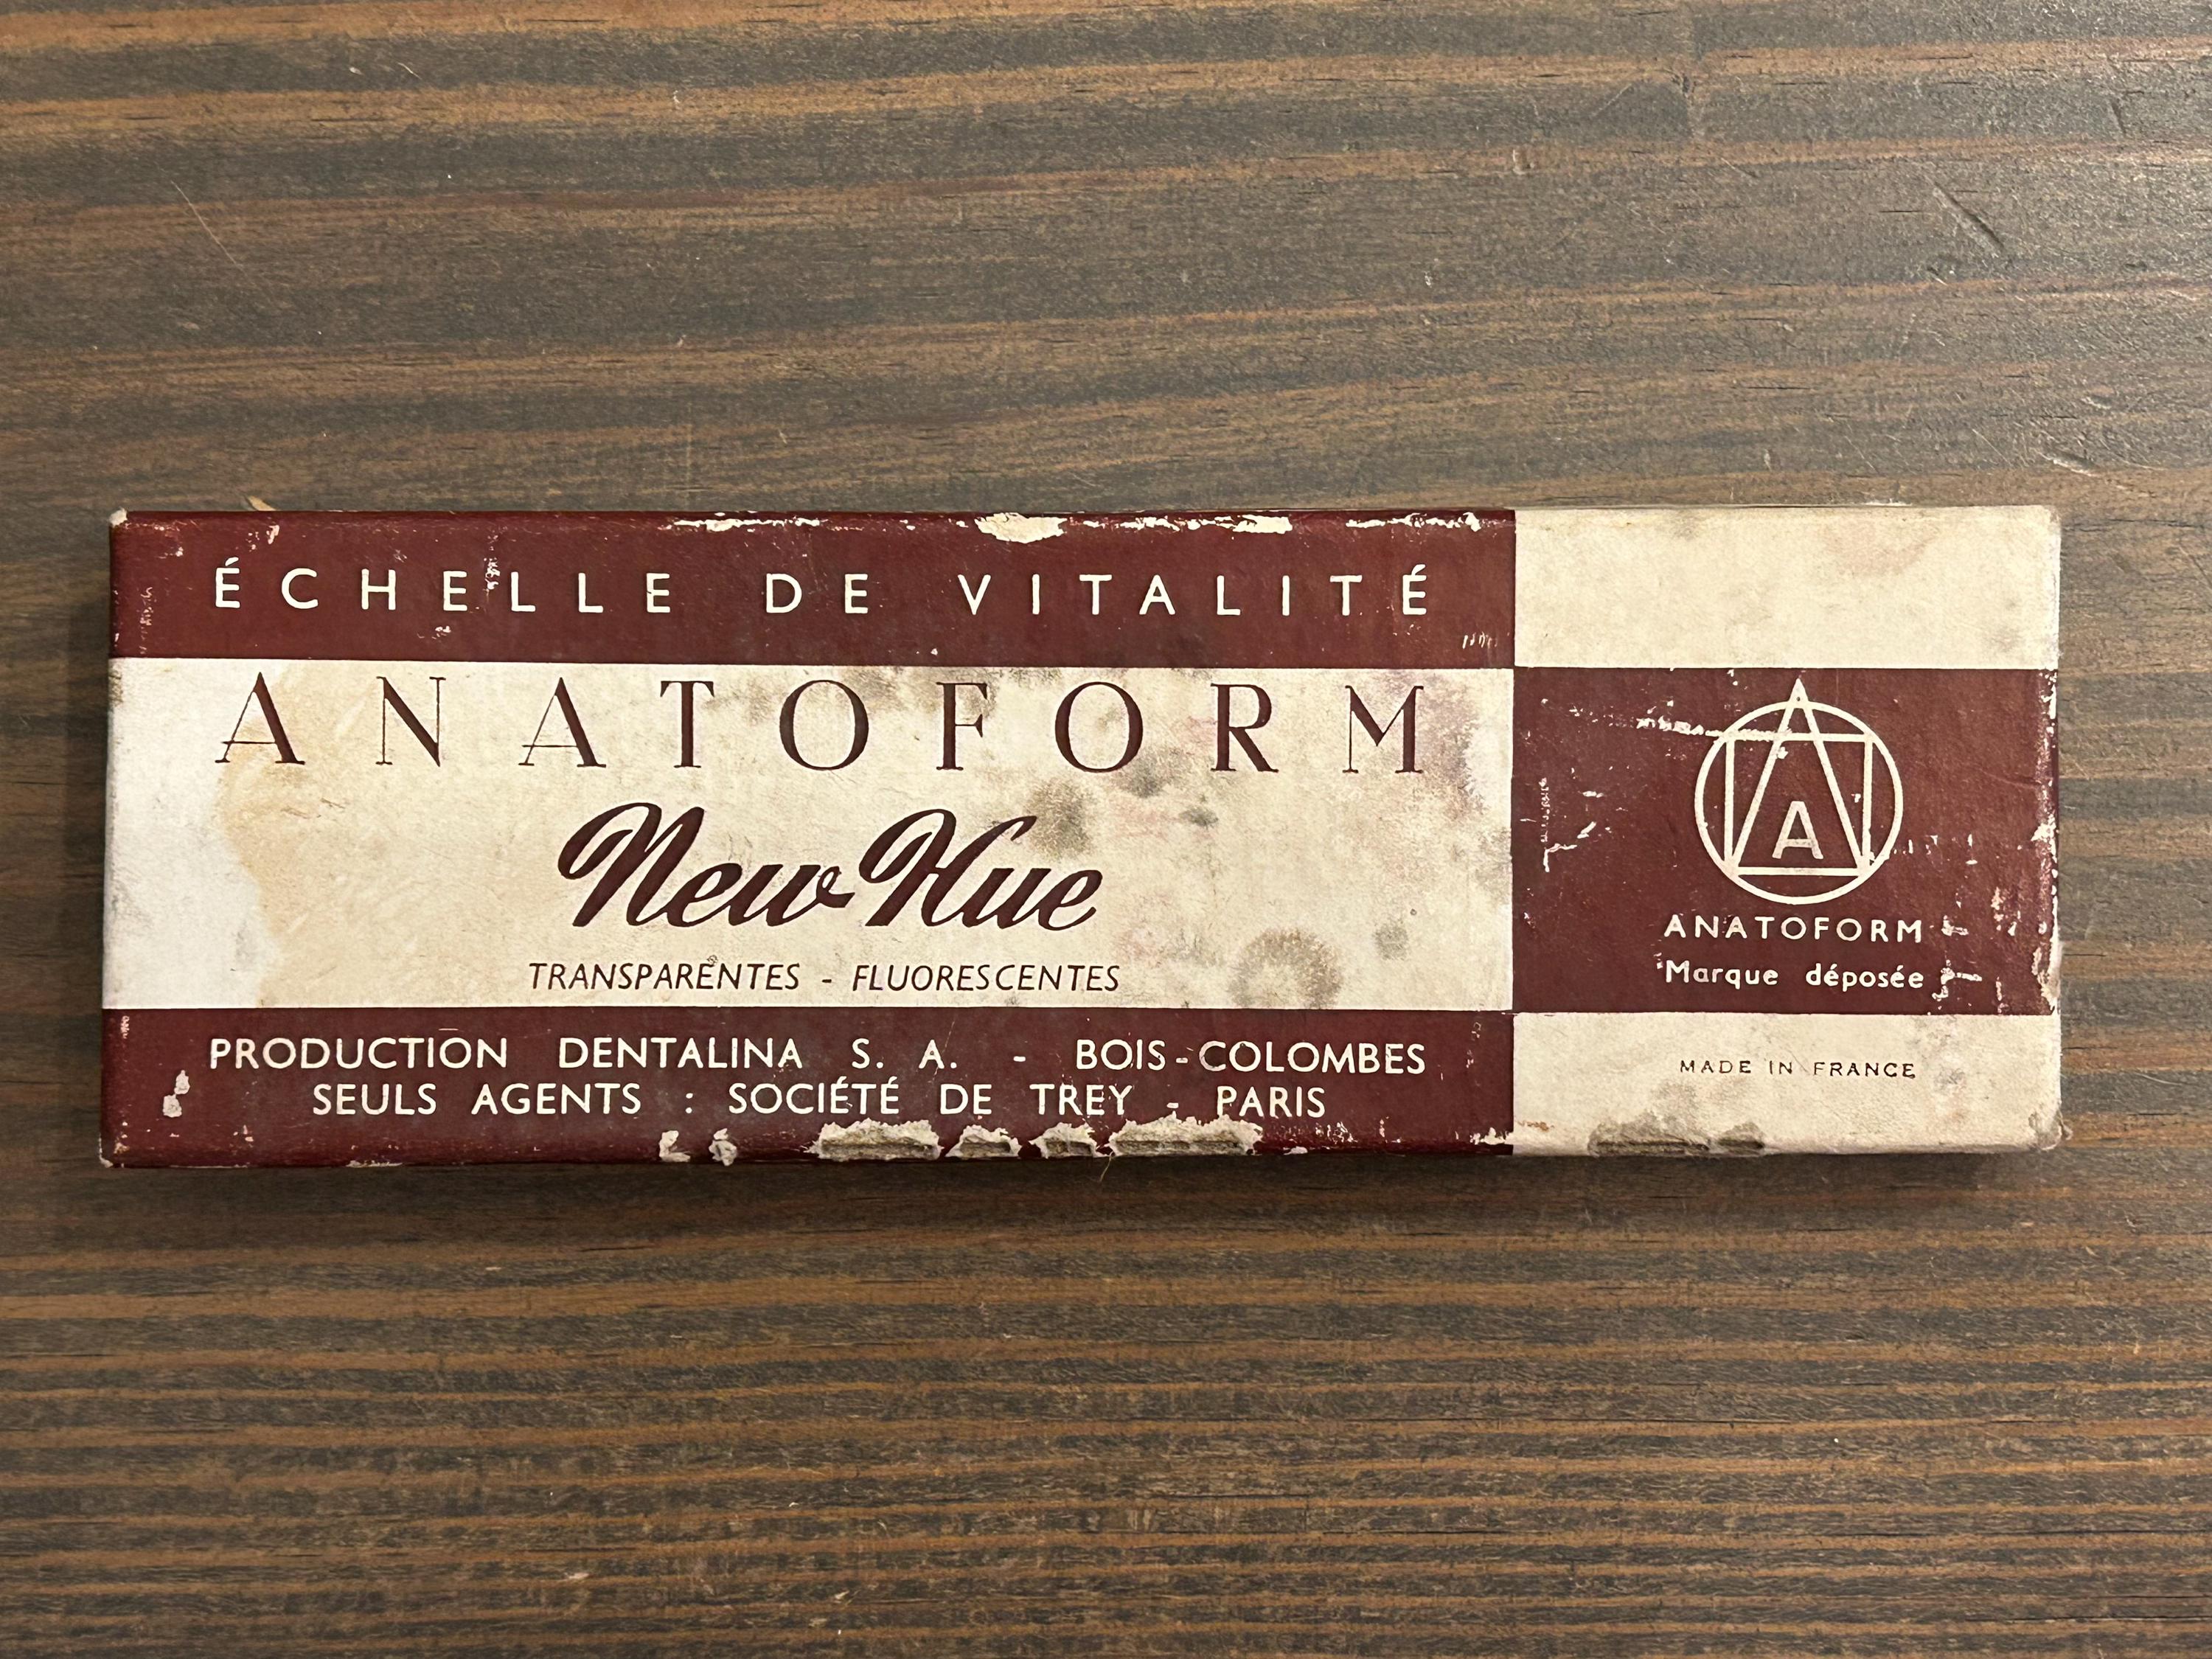 ÉCHELLE DE VITALITÉ
ANATOFORM
New Hue
TRANSPARENTES - FLUORESCENTES
PRODUCTION DENTALINA S. A. - BOIS-COLOMBES
SEULS AGENTS : SOCIÉTÉ DE TREY - PARIS
A
ANATOFORM
Marque déposée
MADE IN FRANCE